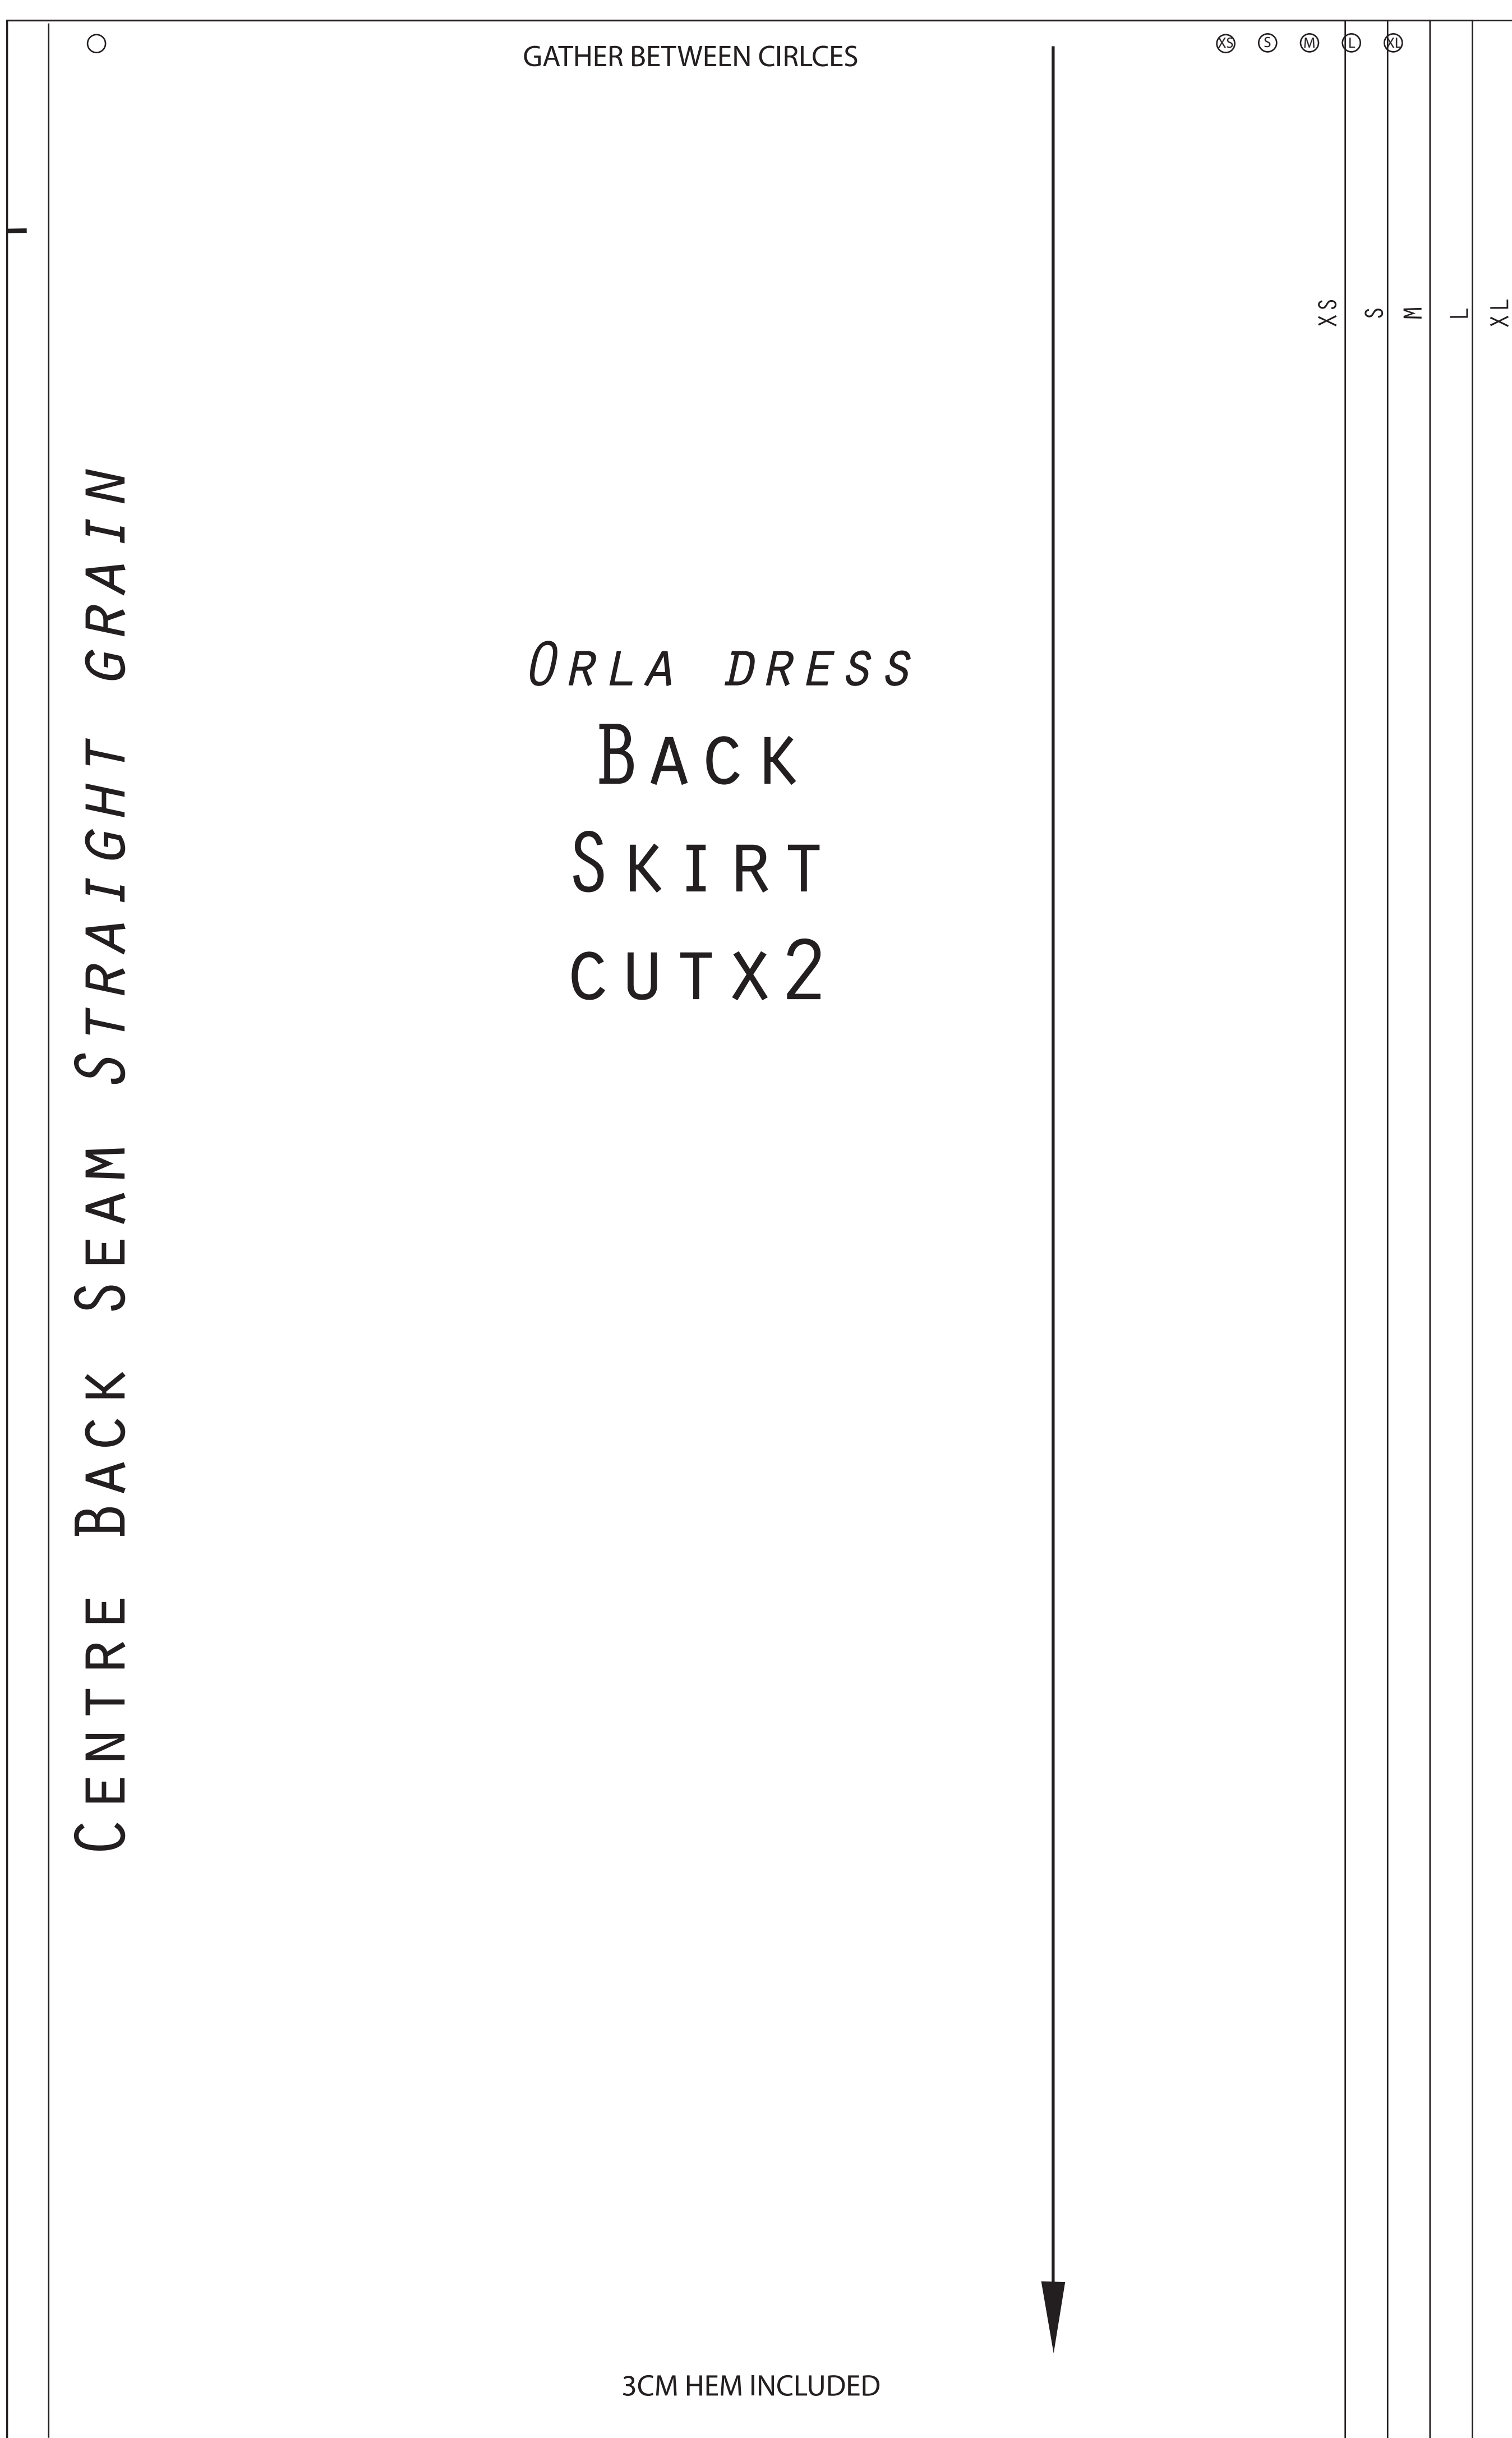 GATHER BETWEEN CIRLCES
XS S M L XL
XS S M L XL
CENTRE BACK SEAM STRAIGHT GRAIN
ORLA DRESS
BACK
SKIRT
CUTX2
3CM HEM INCLUDED